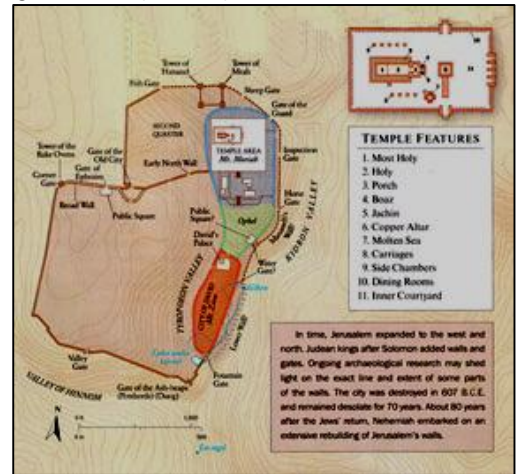 Tower of
Hananel
Tower of
Meah
Fish Gate
Sheep Gate
Gate of the
Guard
SECOND
QUARTER
TEMPLE AREA
Mt. Moriah
Inspection
Gate
Tower of the
Bake Ovens
Gate of the
Old City
Early North Wall
Corner
Gate
Gate of
Ephraim
Horse
Gate
Broad Wall
Public Square
Public
Square?
Ophel
David's
Palace
Water
Gate?
KIDRON VALLEY
TYROPOEON VALLEY
CITY OF DAVID
Mt. Zion
Valley
Gate
VALLEY OF HINNOM
Fountain
Gate
Gate of the Ash-heaps
(Potsherds) (Dung)
N
TEMPLE FEATURES
1. Most Holy
2. Holy
3. Porch
4. Boaz
5. Jachin
6. Copper Altar
7. Molten Sea
8. Carriages
9. Side Chambers
10. Dining Rooms
11. Inner Courtyard
In time, Jerusalem expanded to the west and
north. Judean kings after Solomon added walls and
gates. Ongoing archaeological research may shed
light on the exact line and extent of some parts
of the walls. The city was destroyed in 607 B.C.E.
and remained desolate for 70 years. About 80 years
after the Jews' return, Nehemiah embarked on an
extensive rebuilding of Jerusalem's walls.